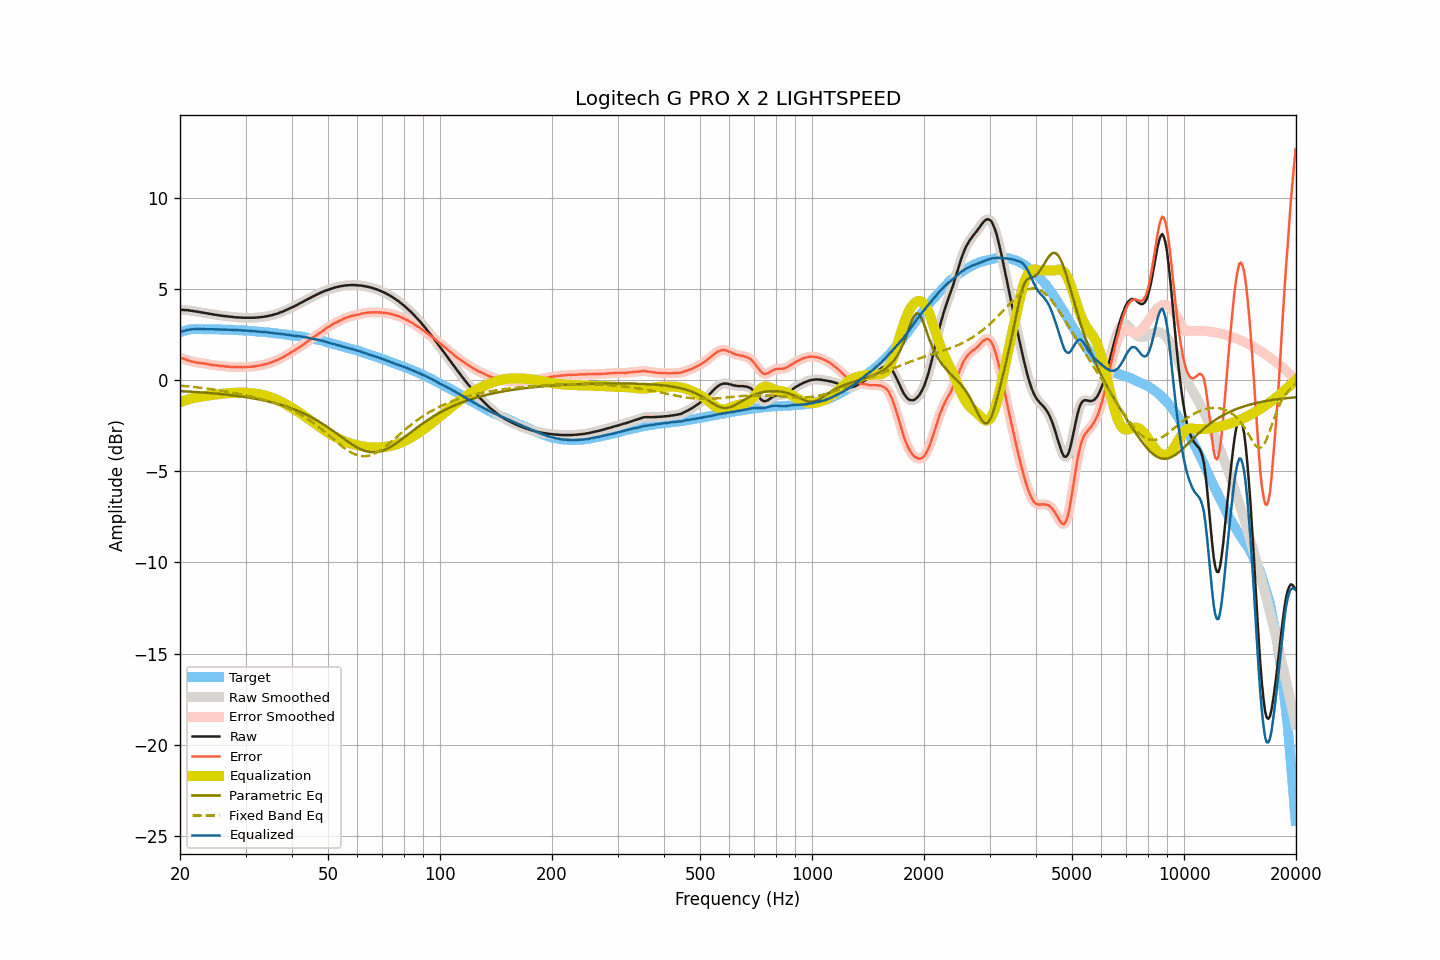 Logitech G PRO X 2 LIGHTSPEED
Amplitude (dBr)
10
5
0
−5
−10
−15
−20
−25
Target
Raw Smoothed
Error Smoothed
Raw
Error
Equalization
Parametric Eq
Fixed Band Eq
Equalized
20 50 100 200 500 1000 2000 5000 10000 20000
Frequency (Hz)